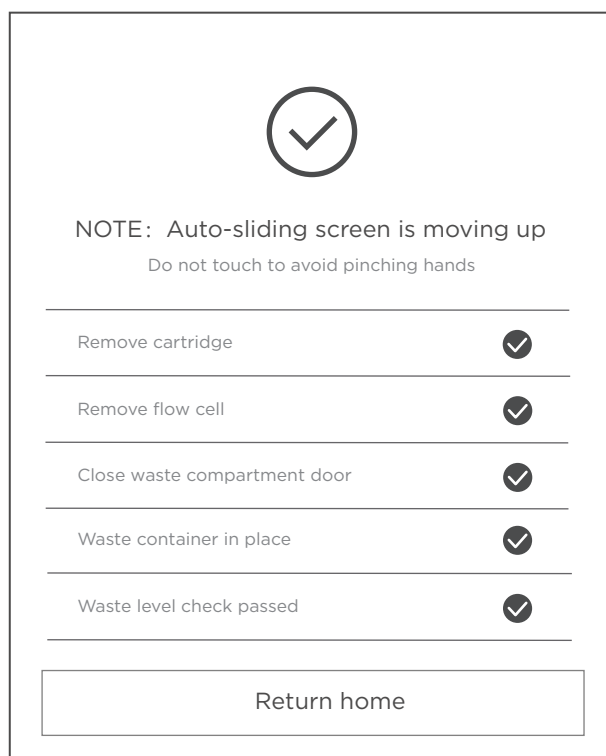 NOTE: Auto-sliding screen is moving up
Do not touch to avoid pinching hands
Remove cartridge
Remove flow cell
Close waste compartment door
Waste container in place
Waste level check passed
Return home